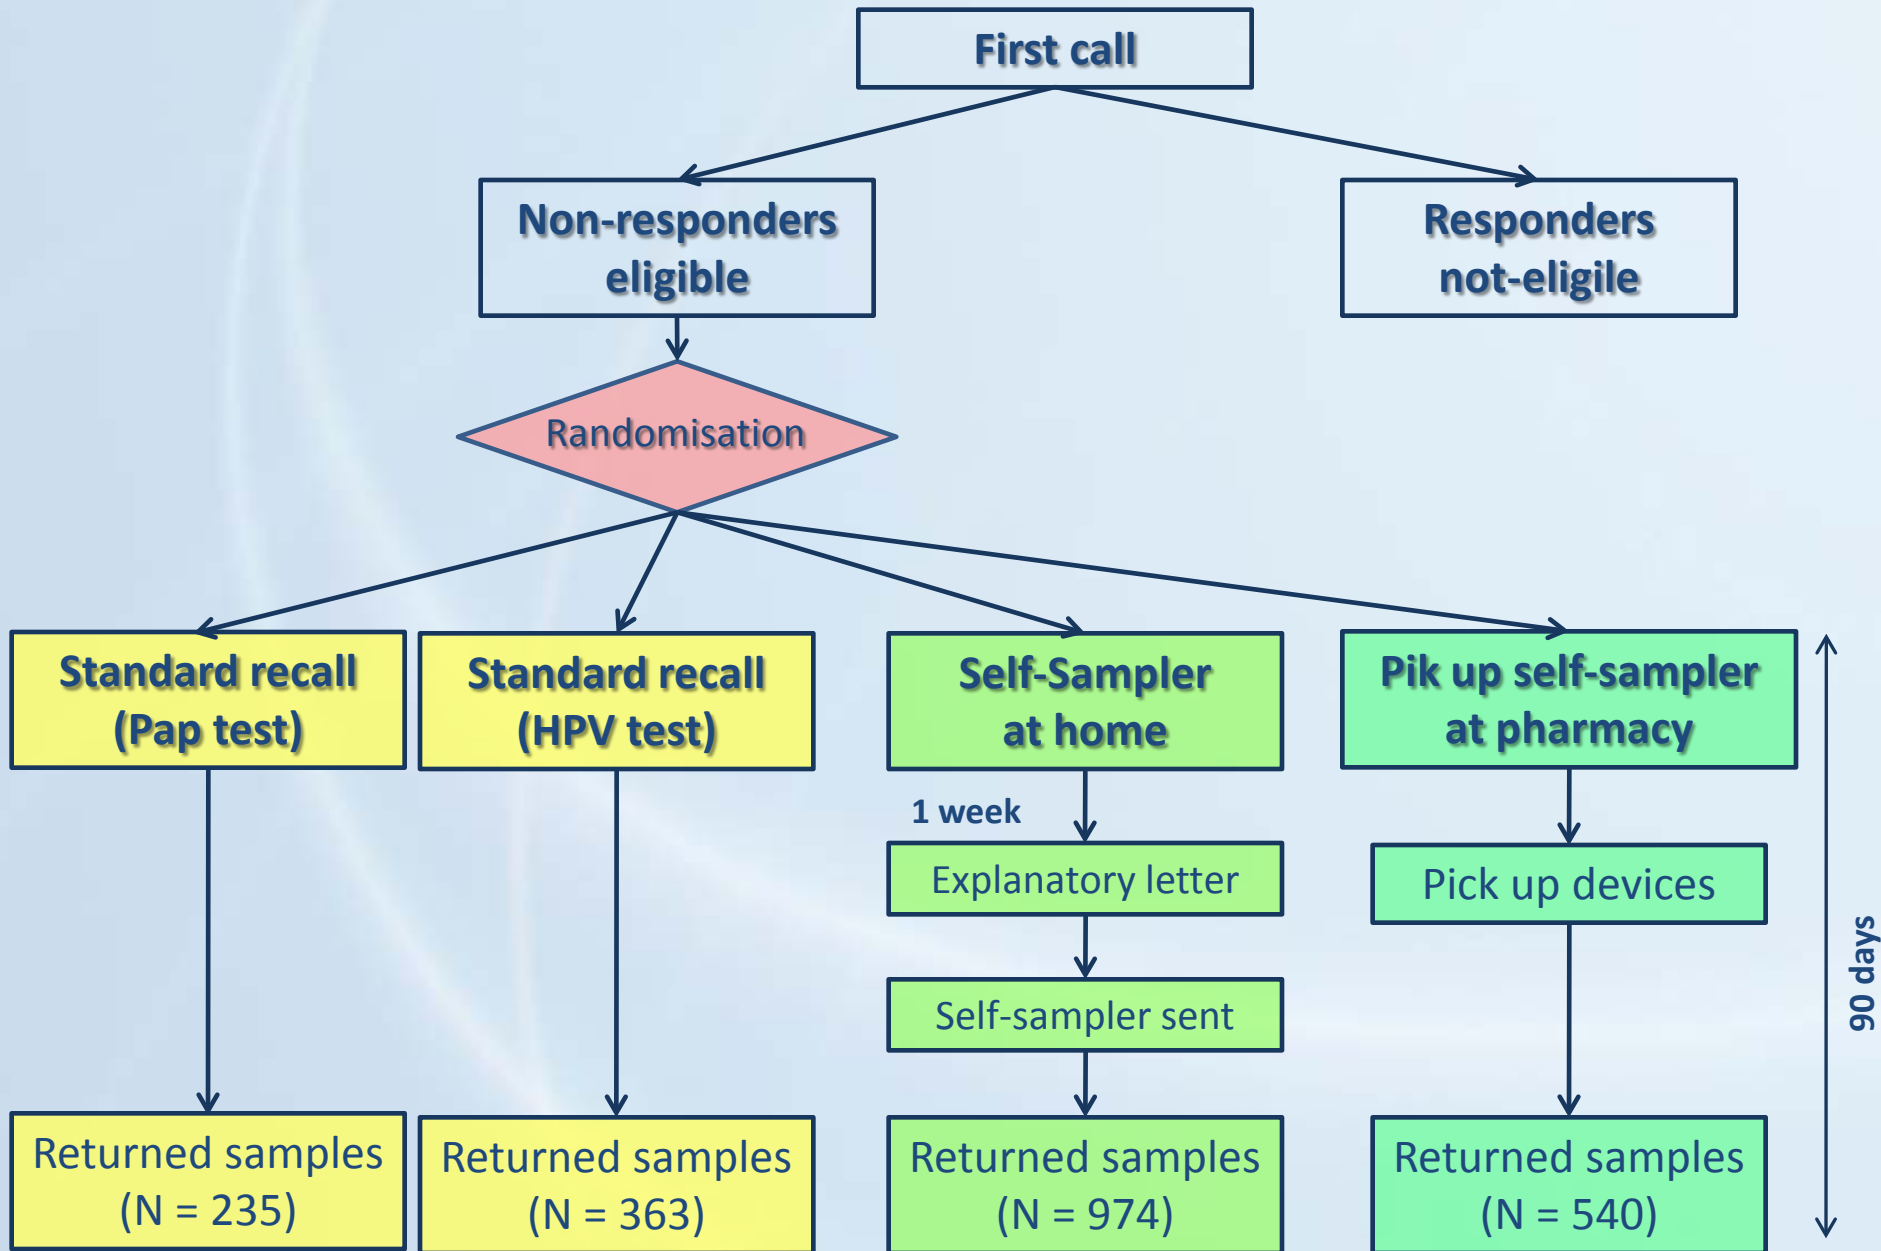 First call
Non-responders
eligible
Responders
not-eligile
Randomisation
Standard recall
(Pap test)
Standard recall
(HPV test)
Self-Sampler
at home
Pik up self-sampler
at pharmacy
1 week
Explanatory letter
Pick up devices
Self-sampler sent
90 days
Returned samples
(N = 235)
Returned samples
(N = 363)
Returned samples
(N = 974)
Returned samples
(N = 540)